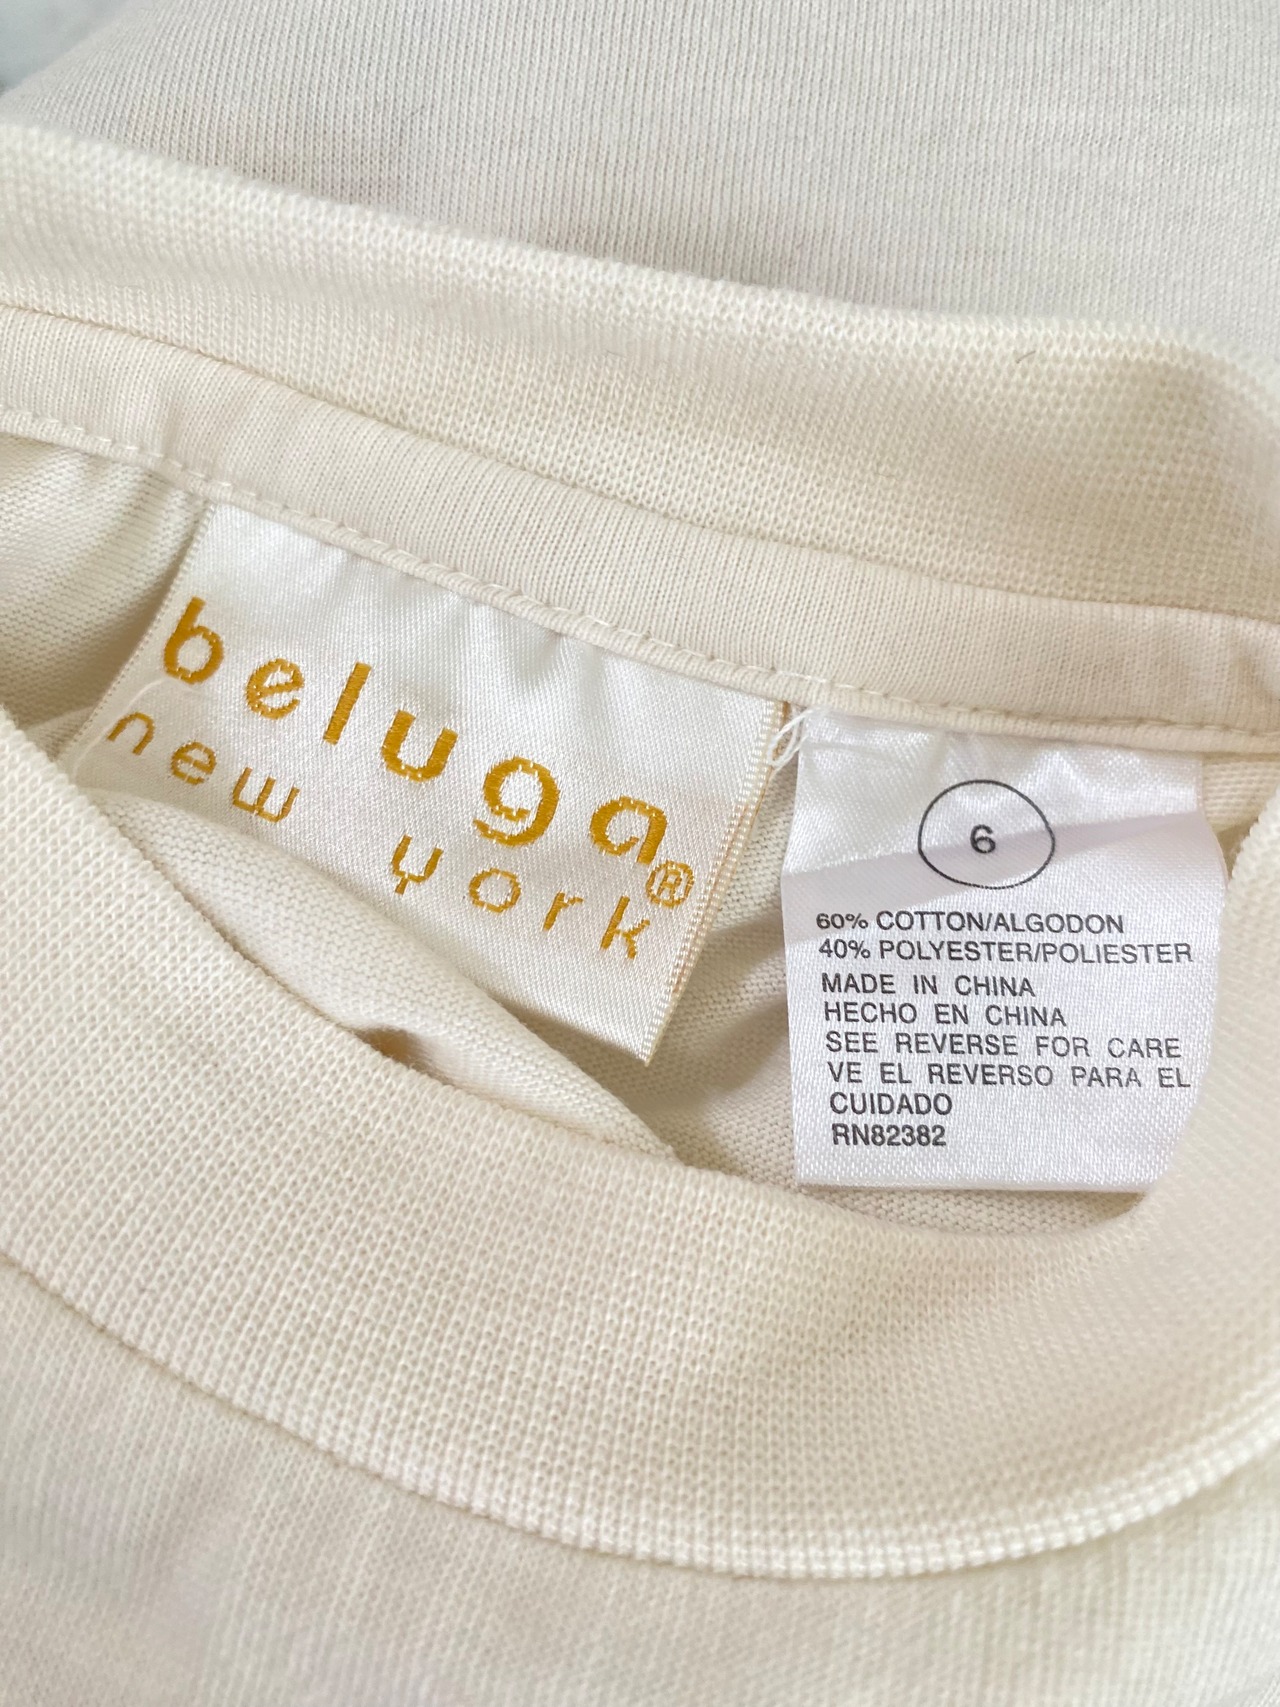 beluga®
new york
6
60% COTTON/ALGODON
40% POLYESTER/POLIESTER
MADE IN CHINA
HECHO EN CHINA
SEE REVERSE FOR CARE
VE EL REVERSO PARA EL
CUIDADO
RN82382